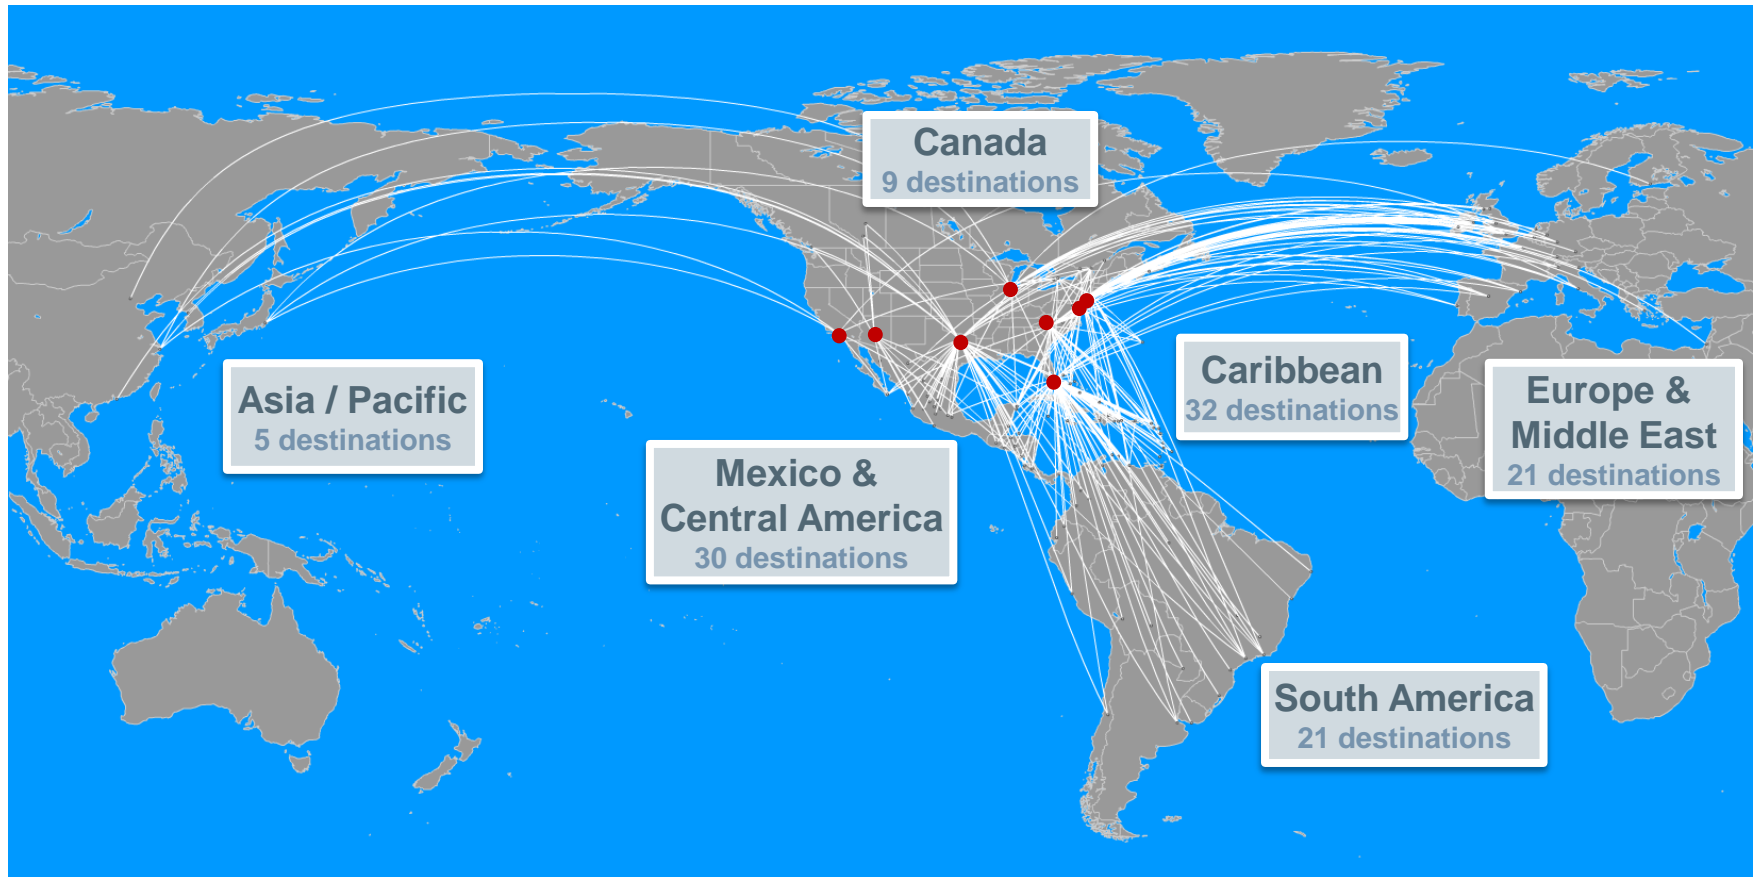 Canada
9 destinations
Asia / Pacific
5 destinations
Caribbean
32 destinations
Europe &
Middle East
21 destinations
Mexico &
Central America
30 destinations
South America
21 destinations